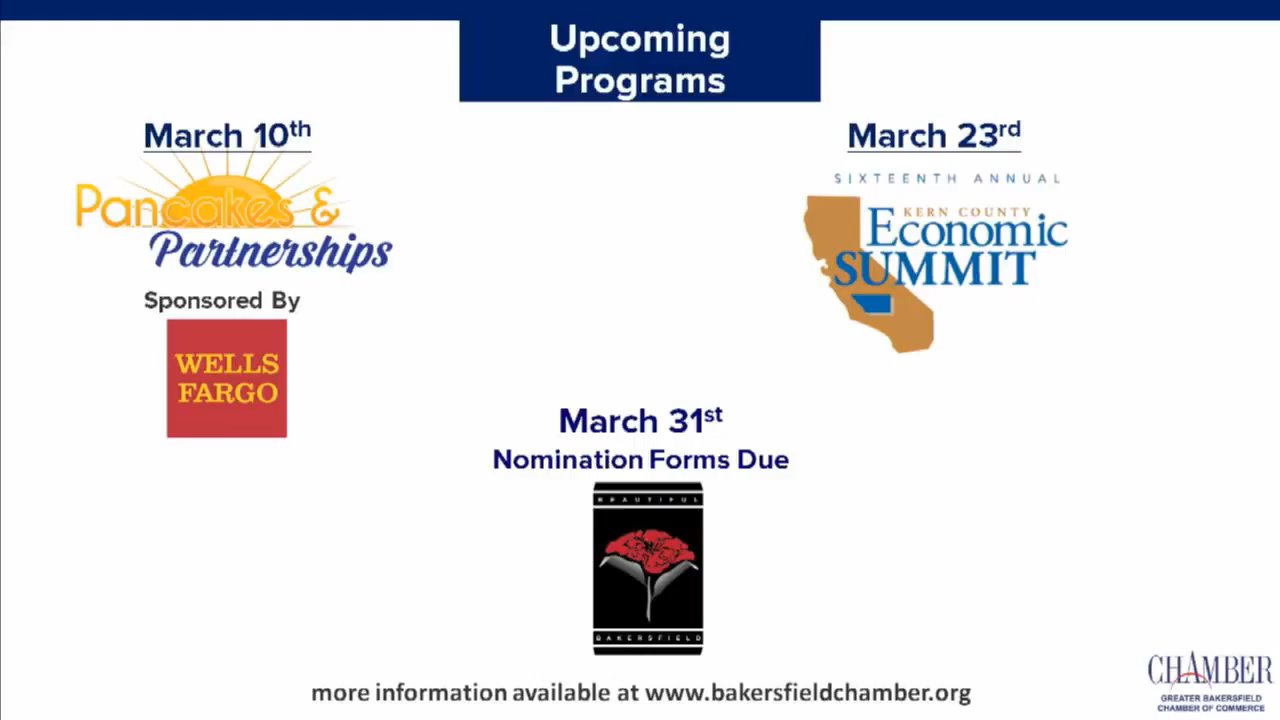 Upcoming
Programs
March 10th
Pancakes &
Partnerships
Sponsored By
WELLS
FARGO
March 23rd
SIXTEENTH ANNUAL
KERN COUNTY
Economic
SUMMIT
March 31st
Nomination Forms Due
BEAUTIFUL
BAKERSFIELD
more information available at www.bakersfieldchamber.org
CHAMBER
GREATER BAKERSFIELD
CHAMBER OF COMMERCE